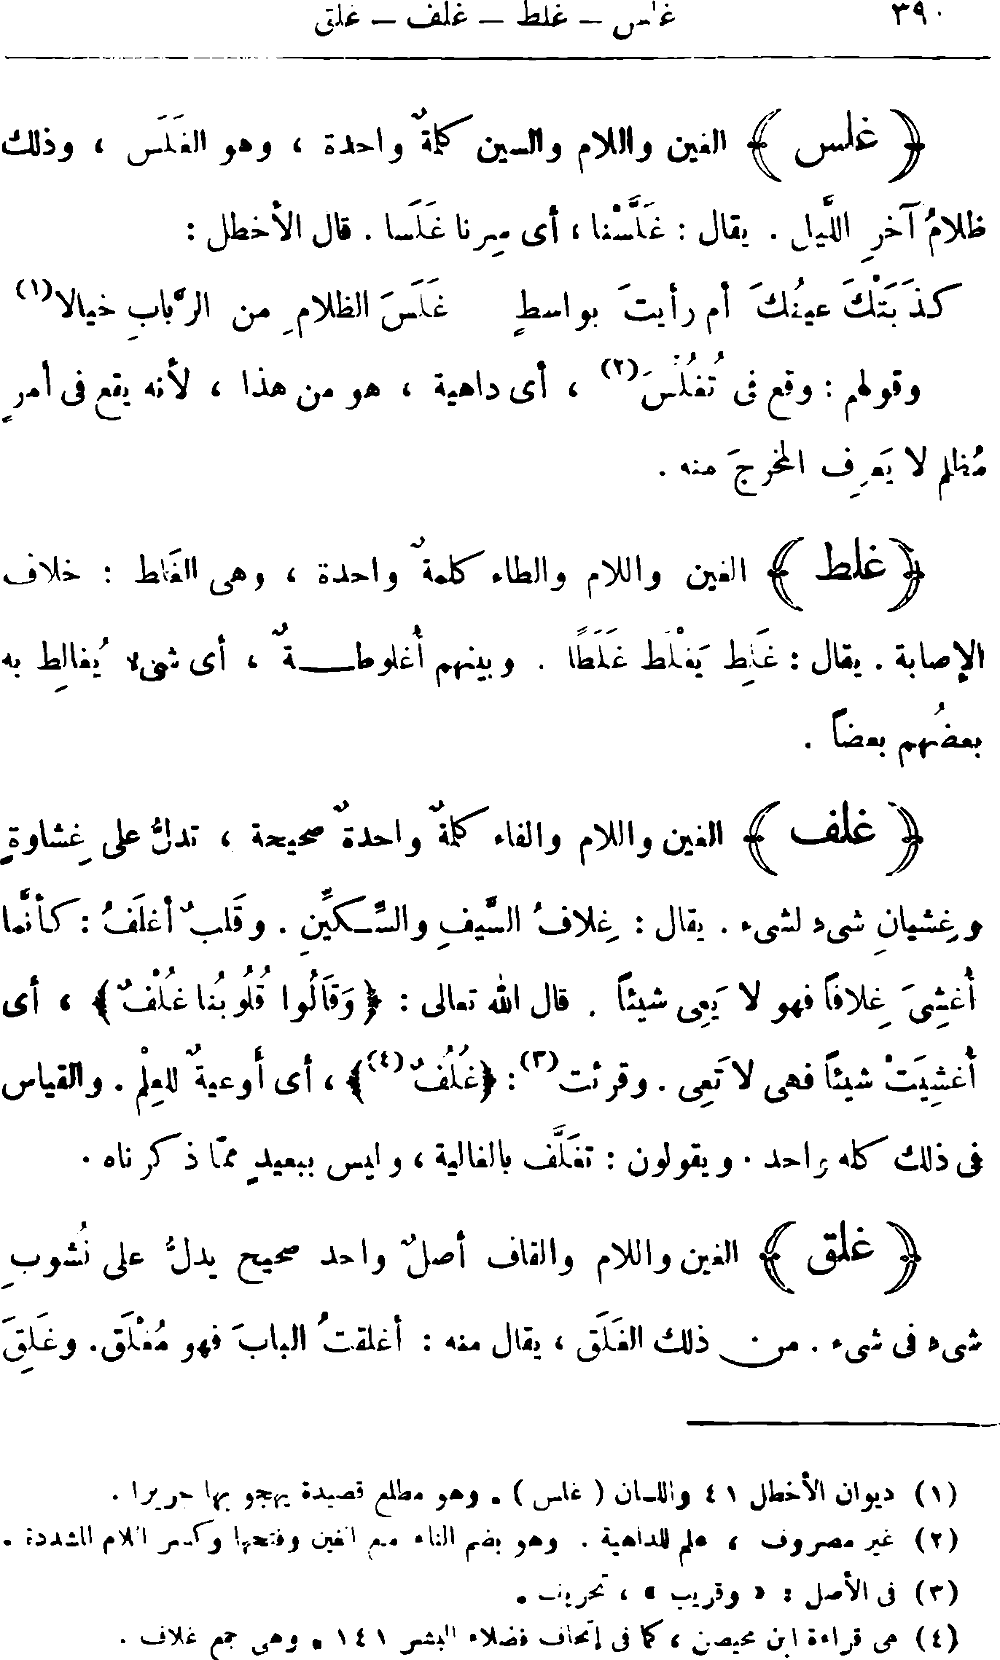 ٣٩٠ غلس — غلط — غلف — غلق
﴿ غلس ﴾ الغين واللام والسين كلمةٌ واحدة ، وهو الغَلَس ، وذلك
ظلامُ آخرِ اللَّيل . يقال : غَلَّسْنا ، أى سِرنا غَلَسا . قال الأخطل :
كذَبَتْكَ عينُكَ أم رأيتَ بواسطٍ غَلَسَ الظلامِ من الرَّبابِ خيالا(١)
وقولهم : وقع فى تُغُلِّسَ(٢) ، أى داهية ، هو من هذا ، لأنه يقع فى أمرٍ
مُظلم لا يَعرِف المخرجَ منه .
﴿ غلط ﴾ الغين واللام والطاء كلمةٌ واحدة ، وهى الغَلط : خلاف
الإصابة . يقال : غَلِط يَغْلَط غَلَطًا . وبينهم أُغلوطــةٌ ، أى شىء يُغالِط به
بعضُهم بعضاً .
﴿ غلف ﴾ الغين واللام والفاء كلمةٌ واحدةٌ صحيحة ، تدلُّ على غِشاوةٍ
وغِشيانِ شىء لشىء . يقال : غِلافُ السَّيفِ والسِّكِّينِ . وقَلبٌ أغلَفُ : كأنَّما
أُغشِىَ غِلافاً فهو لا يَعِى شيئاً . قال الله تعالى : ﴿وَقَالُوا قُلُوبُنا غُلْفٌ﴾ ، أى
أُغشِيَتْ شيئاً فهى لا تَعِى . وقرئت(٣) : ﴿غُلُفٌ(٤)﴾ ، أى أوعيةٌ للعِلْم . والقياس
فى ذلك كله واحد . ويقولون : تغَلَّف بالغالية ، وليس ببعيدٍ ممّا ذكرناه .
﴿ غلق ﴾ الغين واللام والقاف أصلٌ واحد صحيح يدلُّ على نُشوبِ
شىء فى شىء . من ذلك الغَلَق ، يقال منه : أغلقتُ البابَ فهو مُغْلَق. وغَلِقَ
(١) ديوان الأخطل ٤١ واللسان ( غلس ) . وهو مطلع قصيدة يهجو بها جريرا .
(٢) غير مصروف ، علم للداهية . وهو بضم التاء مع الغين وفتحها وكسر اللام المشددة .
(٣) فى الأصل : « وقريب » ، تحريف .
(٤) هى قراءة ابن محيصن ، كما فى إتحاف فضلاء البشر ١٤١ . وهى جمع غلاف .